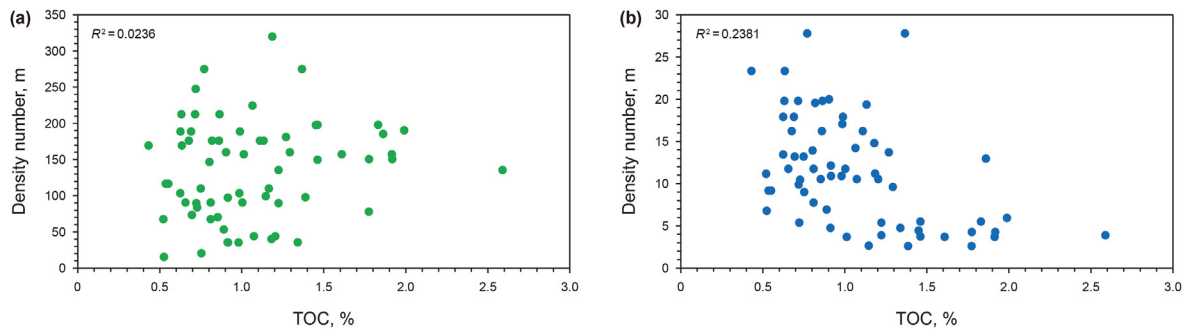 (a)
R² = 0.0236
Density number, m
350
300
250
200
150
100
50
0
0 0.5 1.0 1.5 2.0 2.5 3.0
TOC, %
(b)
R² = 0.2381
Density number, m
30
25
20
15
10
5
0
0 0.5 1.0 1.5 2.0 2.5 3.0
TOC, %